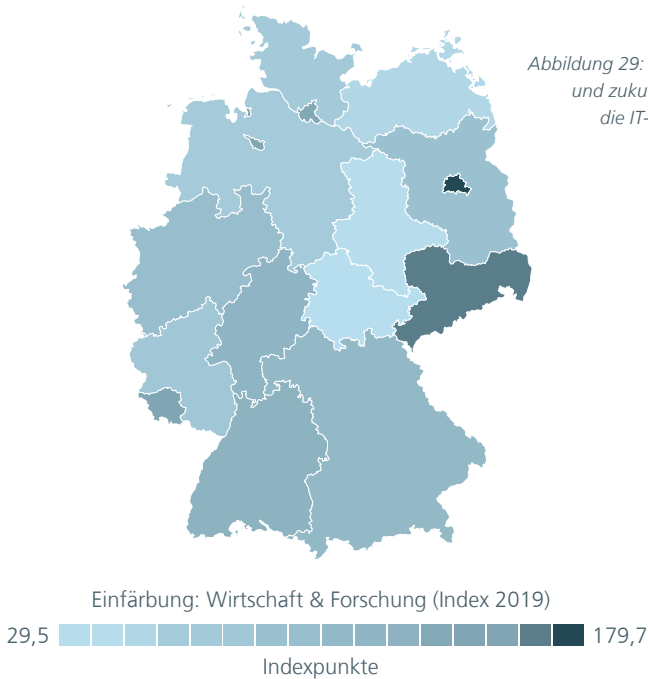 Abbildung 29:
und zuku
die IT-
Einfärbung: Wirtschaft & Forschung (Index 2019)
29,5 179,7
Indexpunkte